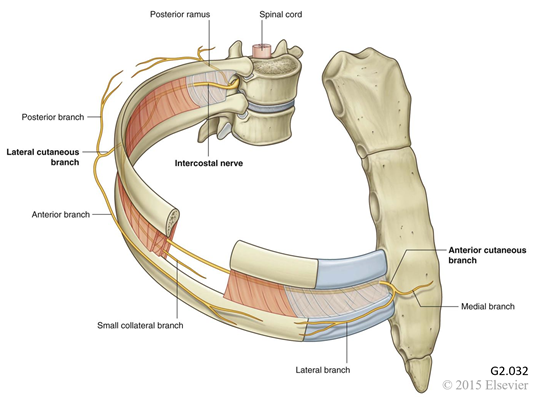 Posterior ramus
Spinal cord
Posterior branch
Lateral cutaneous
branch
Intercostal nerve
Anterior branch
Anterior cutaneous
branch
Medial branch
Small collateral branch
Lateral branch
G2.032
© 2015 Elsevier